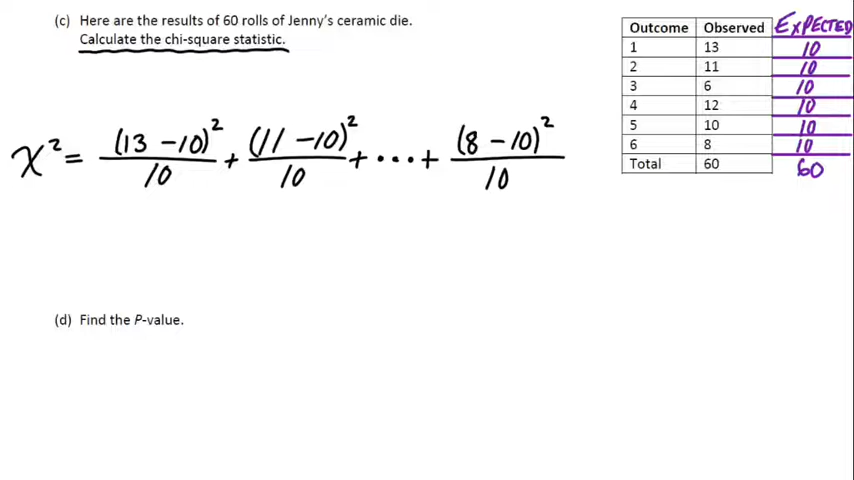 (c) Here are the results of 60 rolls of Jenny's ceramic die.
Calculate the chi-square statistic.
Outcome Observed EXPECTED
1 13 10
2 11 10
3 6 10
4 12 10
5 10 10
6 8 10
Total 60 60
χ² = (13 - 10)²/10 + (11 - 10)²/10 + ... + (8 - 10)²/10
(d) Find the P-value.